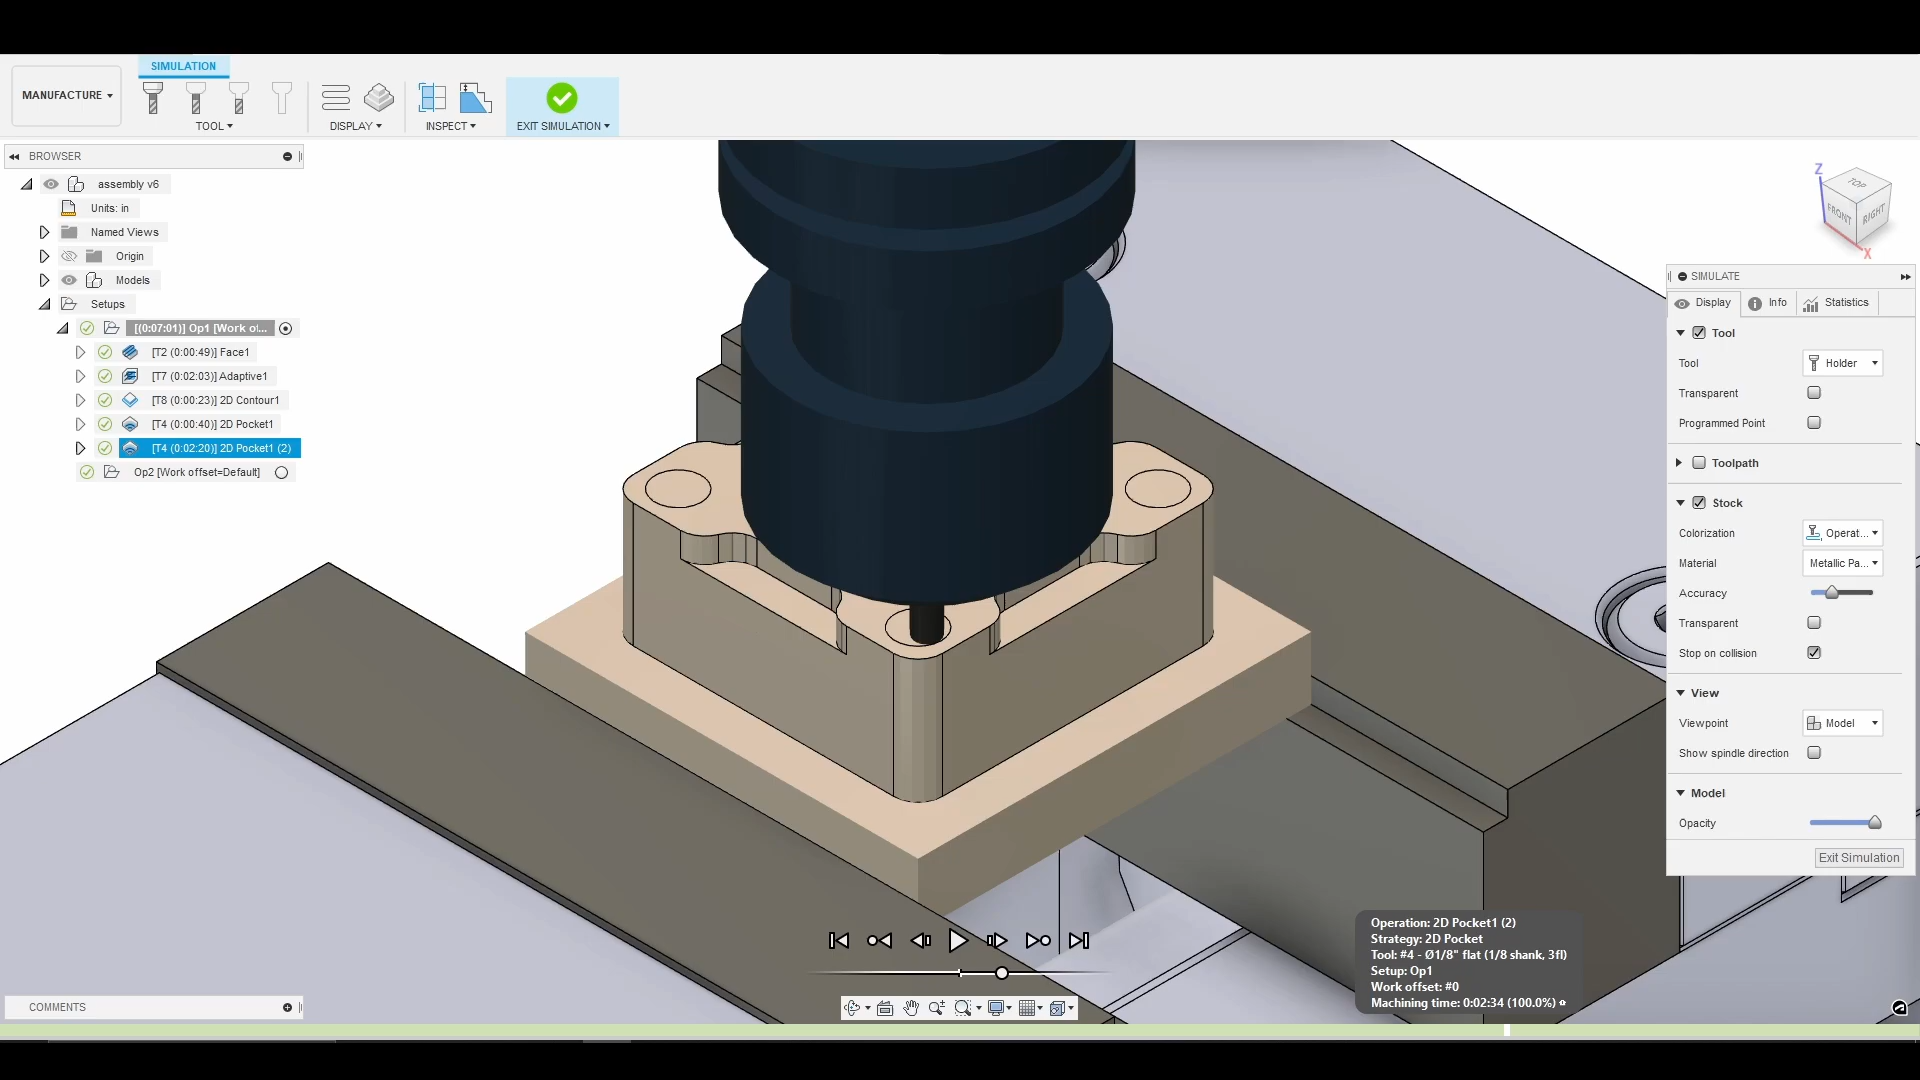 SIMULATION
MANUFACTURE
TOOL
DISPLAY
INSPECT
EXIT SIMULATION
BROWSER
assembly v6
Units: in
Named Views
Origin
Models
Setups
[(0:07:01)] Op1 [Work of...
[T2 (0:00:49)] Face1
[T7 (0:02:03)] Adaptive1
[T8 (0:00:23)] 2D Contour1
[T4 (0:00:40)] 2D Pocket1
[T4 (0:02:20)] 2D Pocket1 (2)
Op2 [Work offset=Default]
Z
TOP
FRONT
RIGHT
X
SIMULATE
Display
Info
Statistics
Tool
Tool
Holder
Transparent
Programmed Point
Toolpath
Stock
Colorization
Operat...
Material
Metallic Pa...
Accuracy
Transparent
Stop on collision
View
Viewpoint
Model
Show spindle direction
Model
Opacity
Exit Simulation
Operation: 2D Pocket1 (2)
Strategy: 2D Pocket
Tool: #4 - Ø1/8" flat (1/8 shank, 3fl)
Setup: Op1
Work offset: #0
Machining time: 0:02:34 (100.0%)
COMMENTS